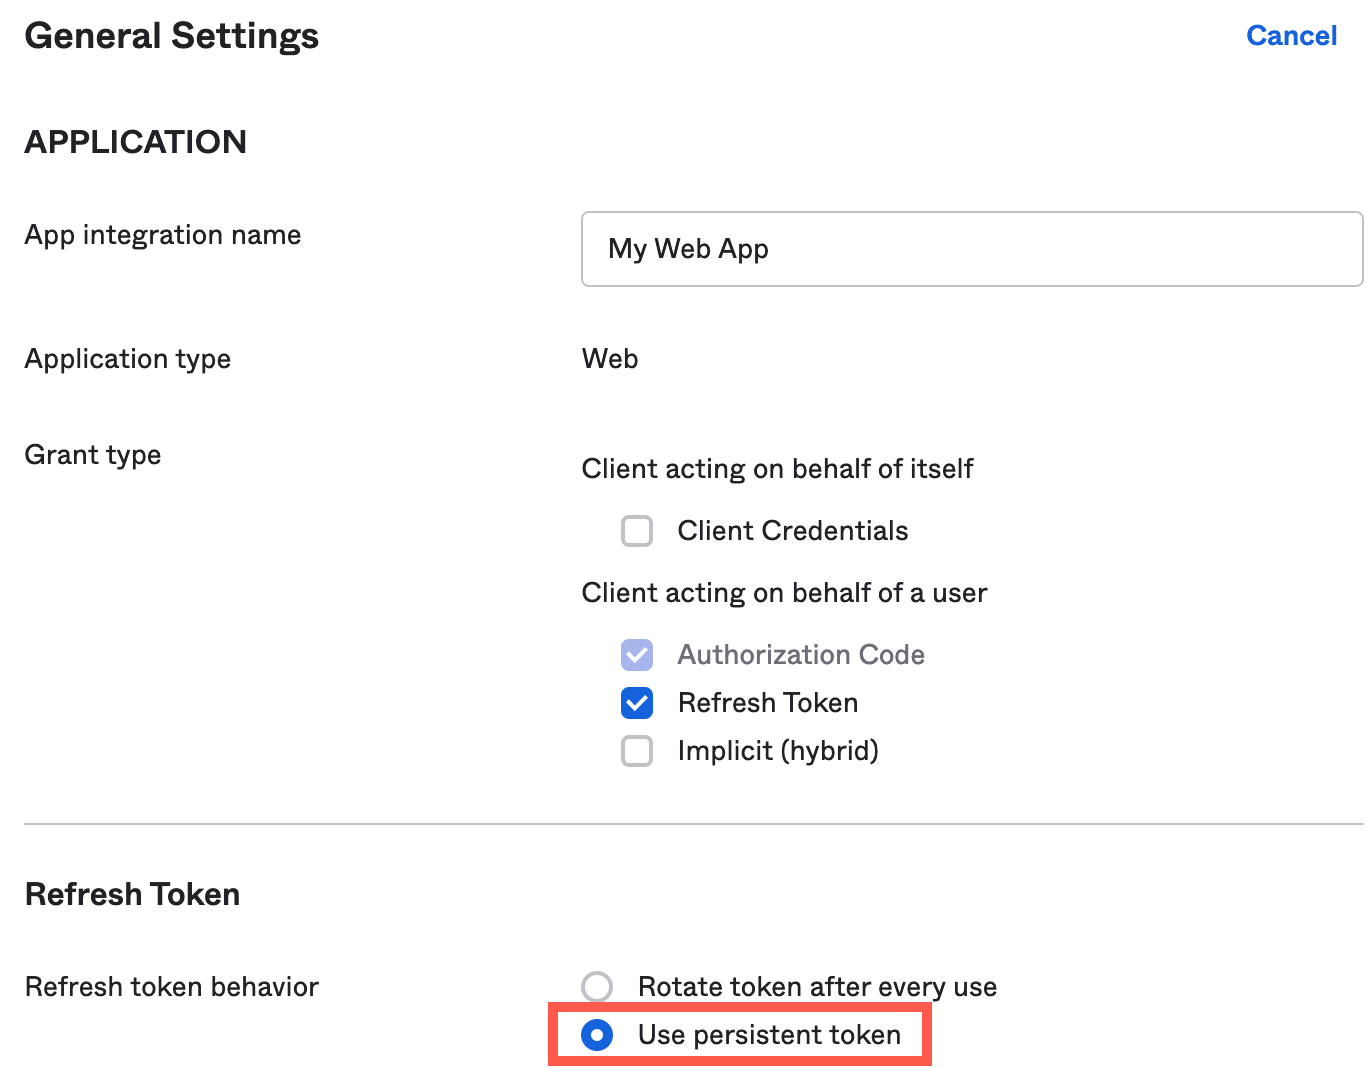 General Settings
Cancel
APPLICATION
App integration name
My Web App
Application type
Web
Grant type
Client acting on behalf of itself
Client Credentials
Client acting on behalf of a user
Authorization Code
Refresh Token
Implicit (hybrid)
Refresh Token
Refresh token behavior
Rotate token after every use
Use persistent token